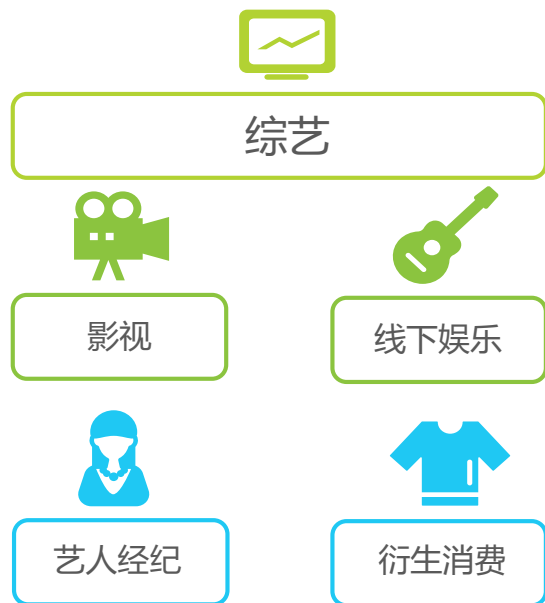 综艺
影视
线下娱乐
艺人经纪
衍生消费